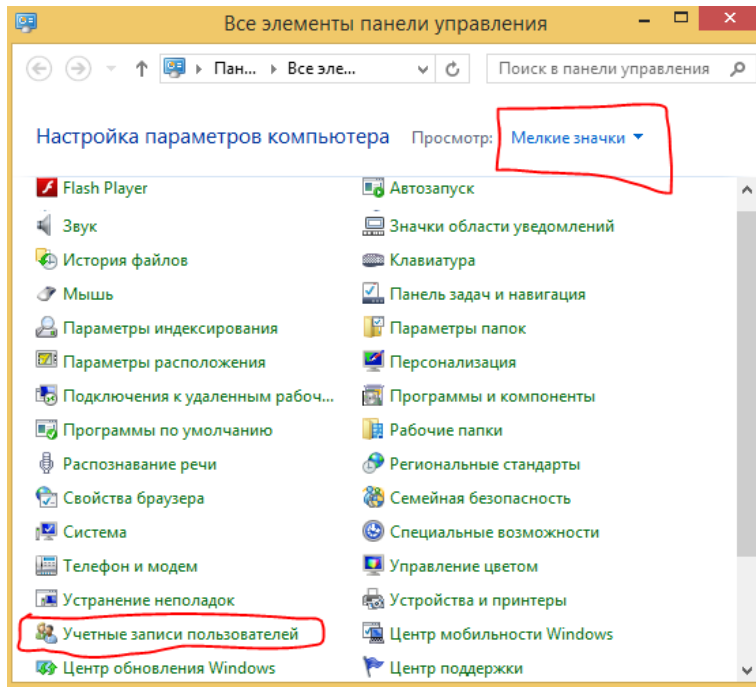 Все элементы панели управления
Пан... Все эле... Поиск в панели управления
Настройка параметров компьютера Просмотр: Мелкие значки
Flash Player Автозапуск
Звук Значки области уведомлений
История файлов Клавиатура
Мышь Панель задач и навигация
Параметры индексирования Параметры папок
Параметры расположения Персонализация
Подключения к удаленным рабоч... Программы и компоненты
Программы по умолчанию Рабочие папки
Распознавание речи Региональные стандарты
Свойства браузера Семейная безопасность
Система Специальные возможности
Телефон и модем Управление цветом
Устранение неполадок Устройства и принтеры
Учетные записи пользователей Центр мобильности Windows
Центр обновления Windows Центр поддержки